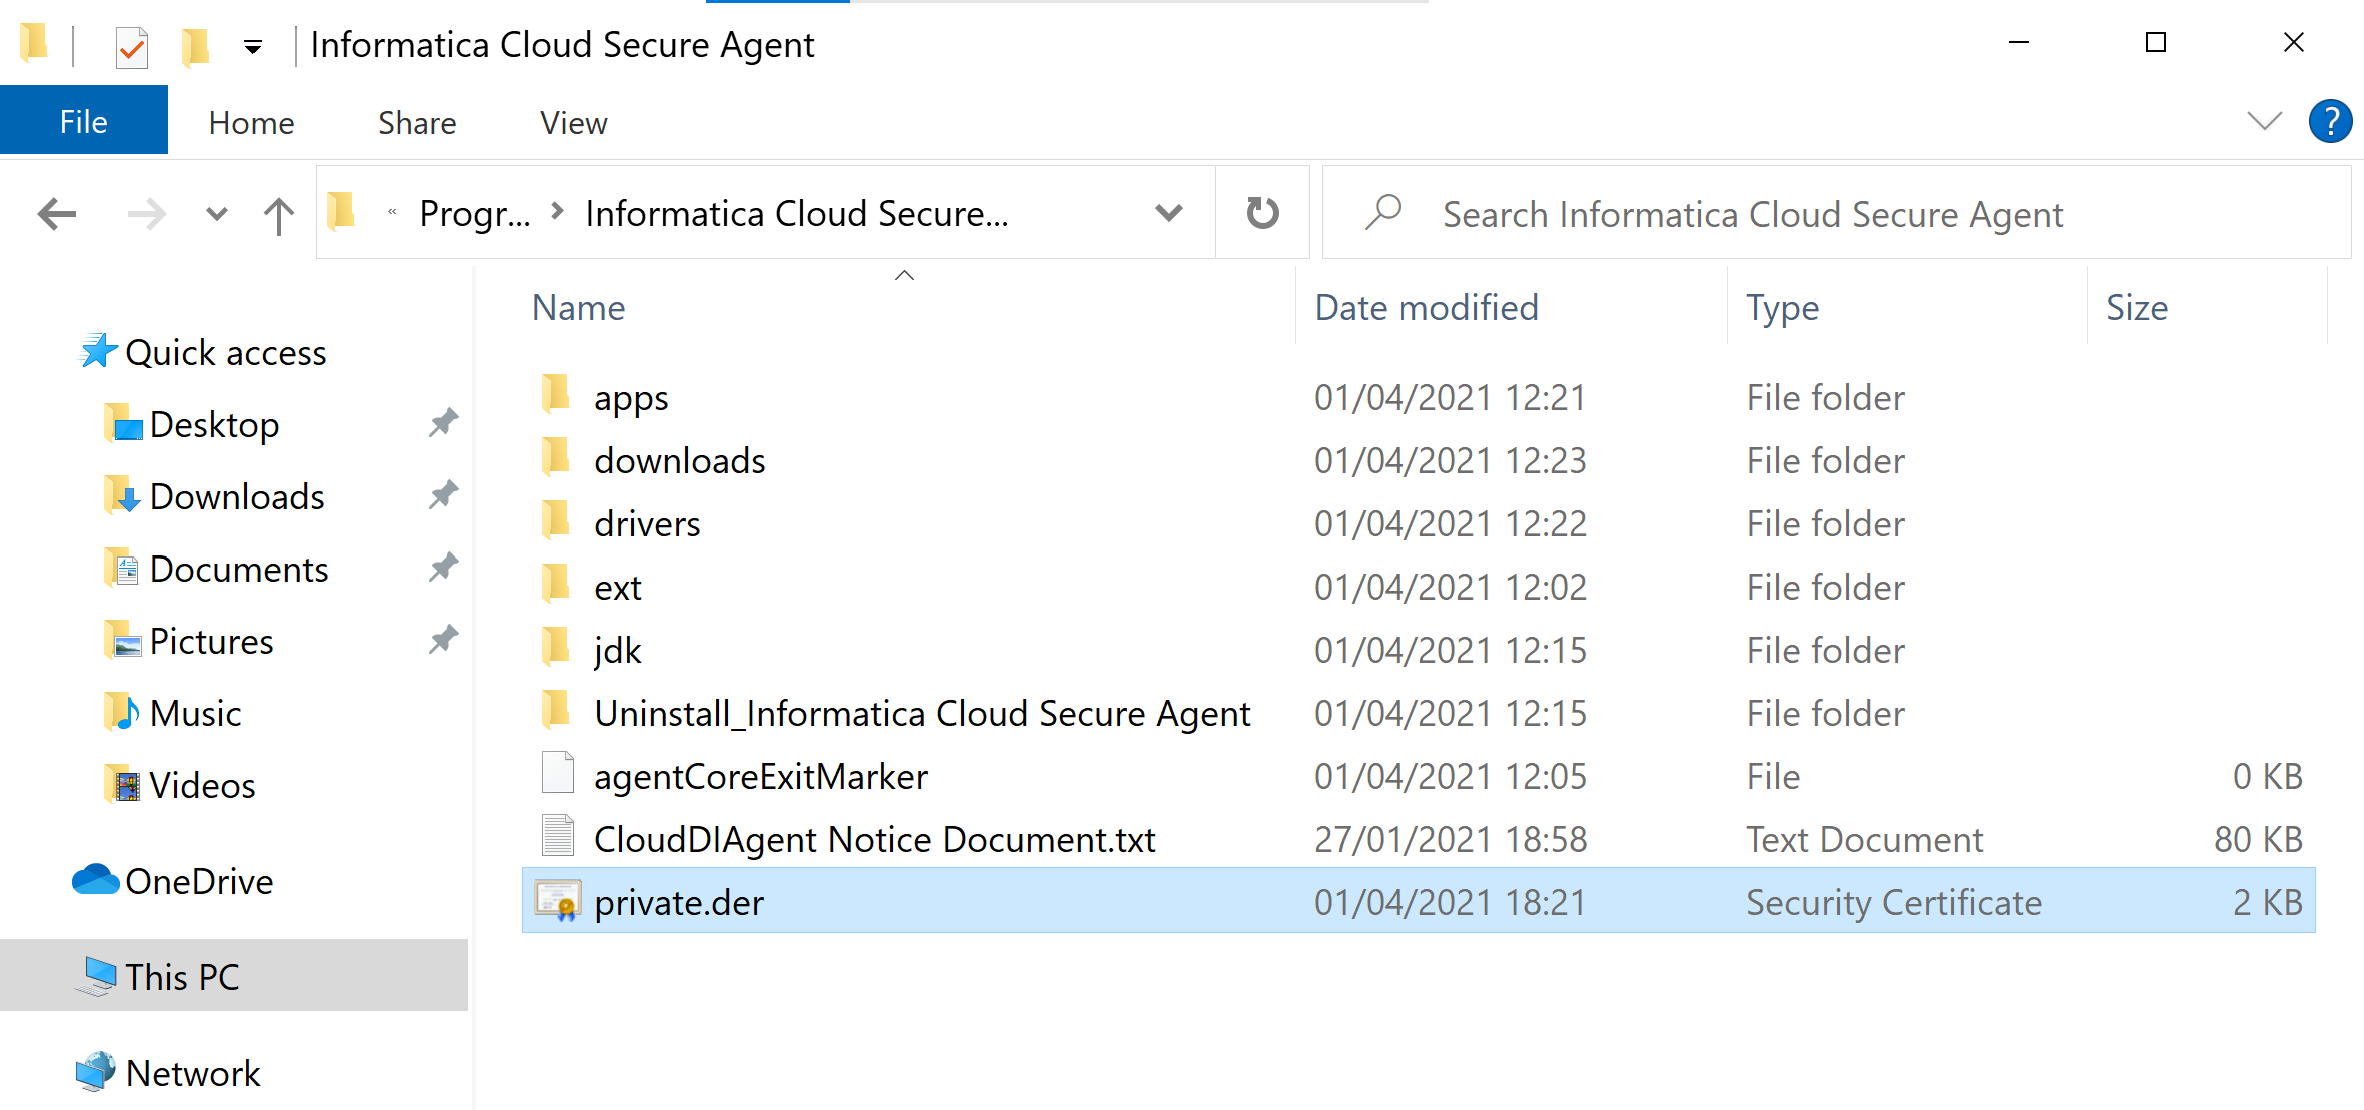 Informatica Cloud Secure Agent
File Home Share View ?
« Progr... Informatica Cloud Secure... Search Informatica Cloud Secure Agent
Name Date modified Type Size
Quick access
Desktop
Downloads
Documents
Pictures
Music
Videos
OneDrive
This PC
Network
apps 01/04/2021 12:21 File folder
downloads 01/04/2021 12:23 File folder
drivers 01/04/2021 12:22 File folder
ext 01/04/2021 12:02 File folder
jdk 01/04/2021 12:15 File folder
Uninstall_Informatica Cloud Secure Agent 01/04/2021 12:15 File folder
agentCoreExitMarker 01/04/2021 12:05 File 0 KB
CloudDIAgent Notice Document.txt 27/01/2021 18:58 Text Document 80 KB
private.der 01/04/2021 18:21 Security Certificate 2 KB